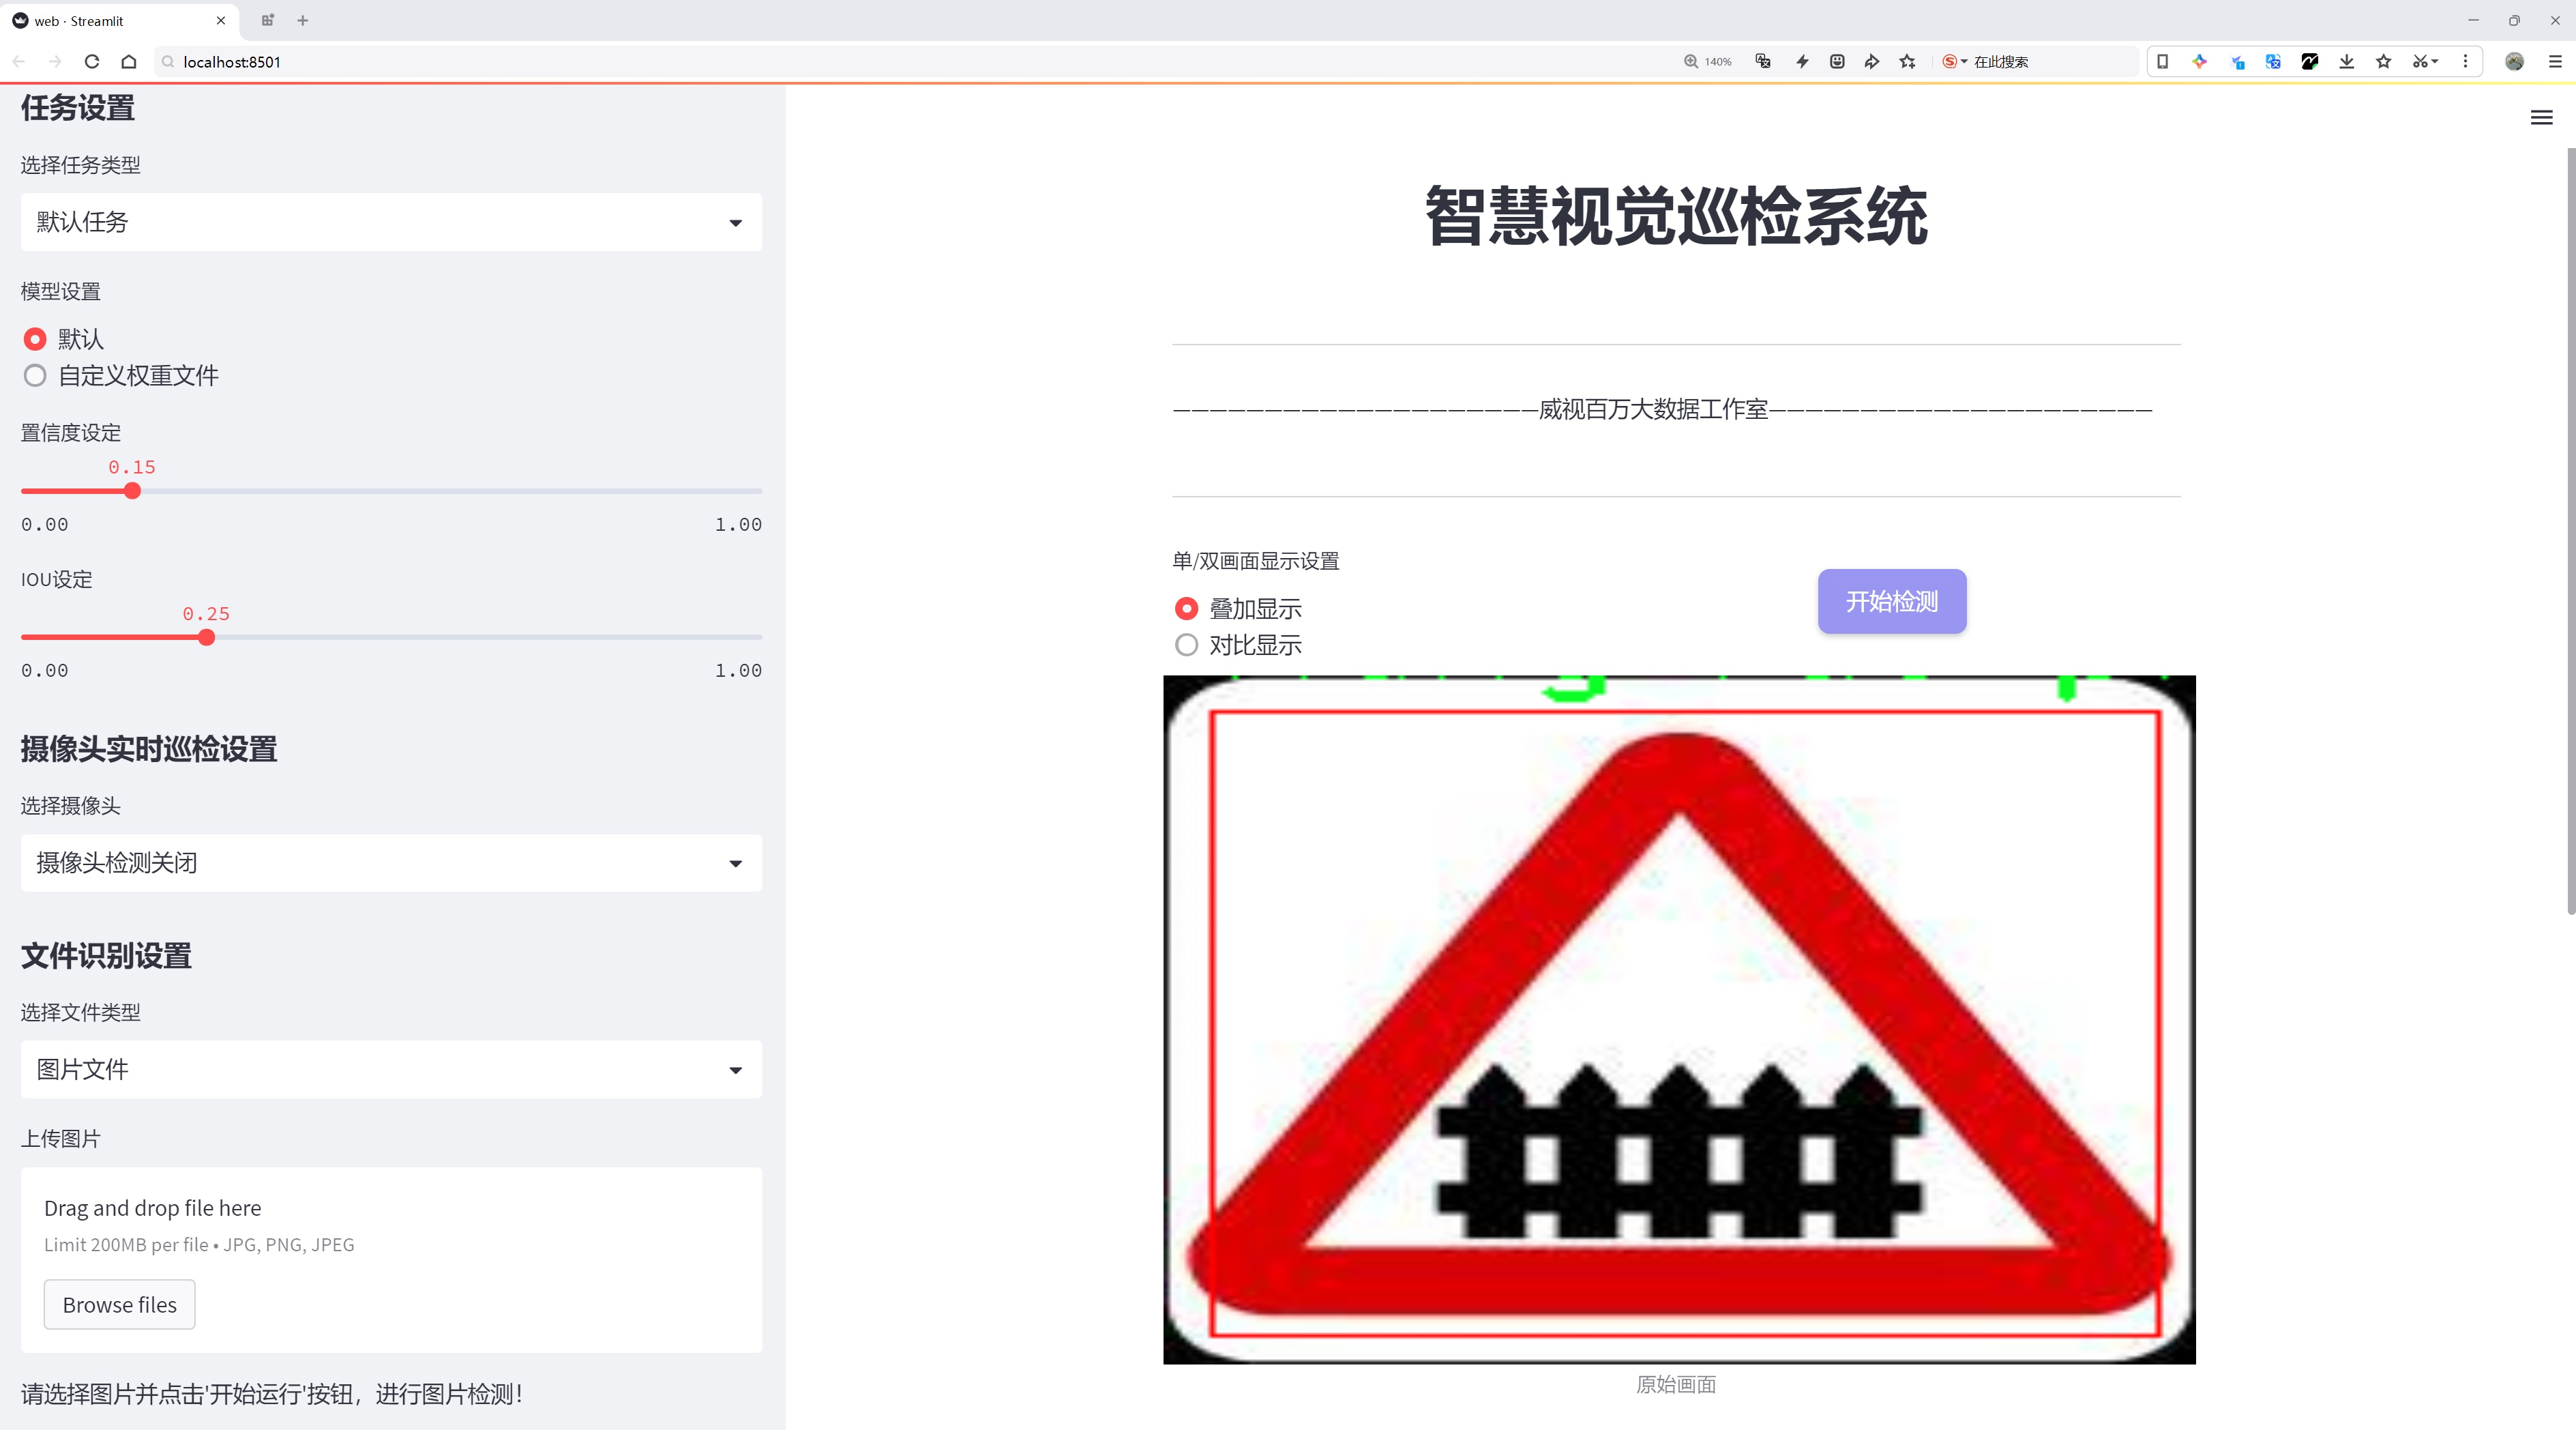 web · Streamlit
localhost:8501
140%
在此搜索
任务设置
选择任务类型
默认任务
模型设置
默认
自定义权重文件
置信度设定
0.15
0.00
1.00
IOU设定
0.25
0.00
1.00
摄像头实时巡检设置
选择摄像头
摄像头检测关闭
文件识别设置
选择文件类型
图片文件
上传图片
Drag and drop file here
Limit 200MB per file • JPG, PNG, JPEG
Browse files
请选择图片并点击'开始运行'按钮，进行图片检测！
智慧视觉巡检系统
————————————————————威视百万大数据工作室—————————————————————
单/双画面显示设置
叠加显示
对比显示
开始检测
原始画面